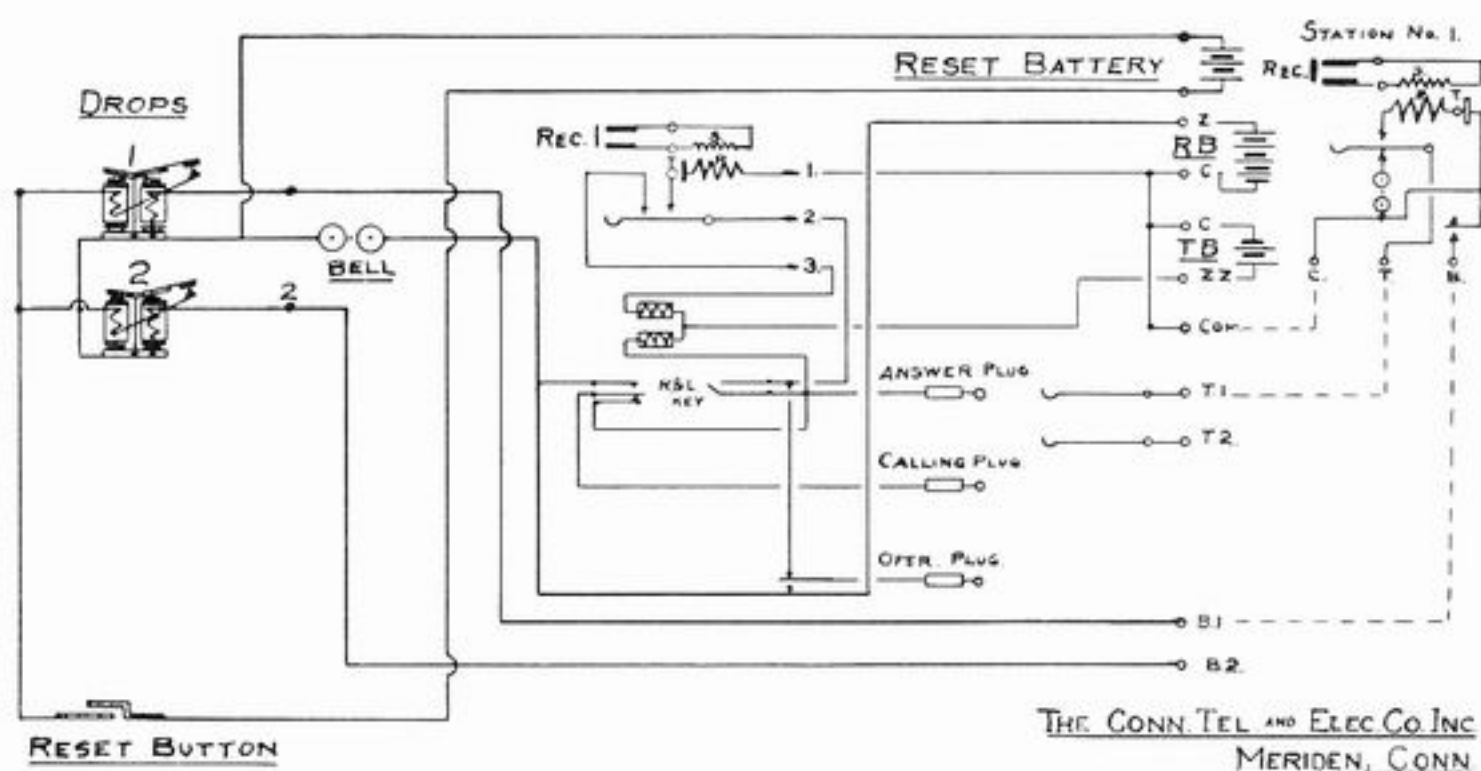 STATION NO. 1.
RESET BATTERY
REC.
S
P
T
DROPS
1
REC. 1
S
P
T
Z
RB
C
1.
2.
C
TB
ZZ
3.
BELL
2
2
C.
T.
B.
COM.
R&L KEY
ANSWER PLUG
T.1
T2.
CALLING PLUG
OPTR. PLUG
B.1
B2.
RESET BUTTON
THE CONN. TEL AND ELEC. CO. INC
MERIDEN, CONN